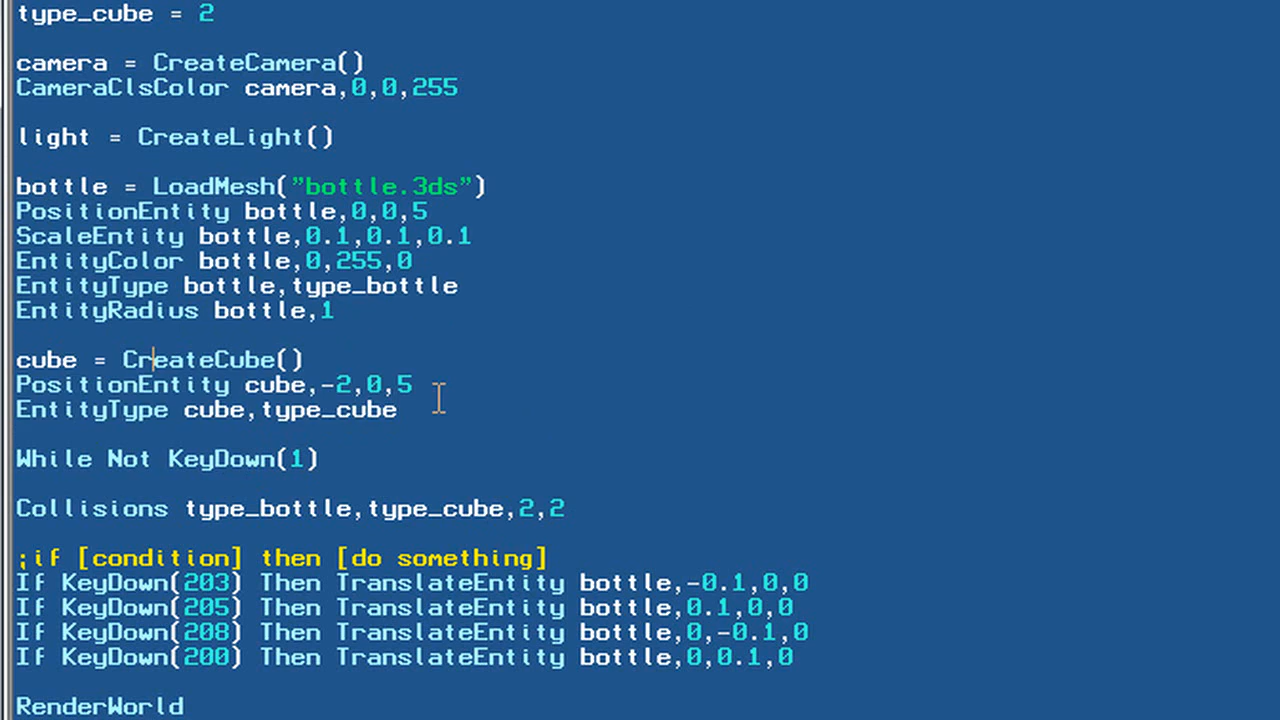 type_cube = 2
camera = CreateCamera()
CameraClsColor camera,0,0,255
light = CreateLight()
bottle = LoadMesh("bottle.3ds")
PositionEntity bottle,0,0,5
ScaleEntity bottle,0.1,0.1,0.1
EntityColor bottle,0,255,0
EntityType bottle,type_bottle
EntityRadius bottle,1
cube = CreateCube()
PositionEntity cube,-2,0,5
EntityType cube,type_cube
While Not KeyDown(1)
Collisions type_bottle,type_cube,2,2
;if [condition] then [do something]
If KeyDown(203) Then TranslateEntity bottle,-0.1,0,0
If KeyDown(205) Then TranslateEntity bottle,0.1,0,0
If KeyDown(208) Then TranslateEntity bottle,0,-0.1,0
If KeyDown(200) Then TranslateEntity bottle,0,0.1,0
RenderWorld